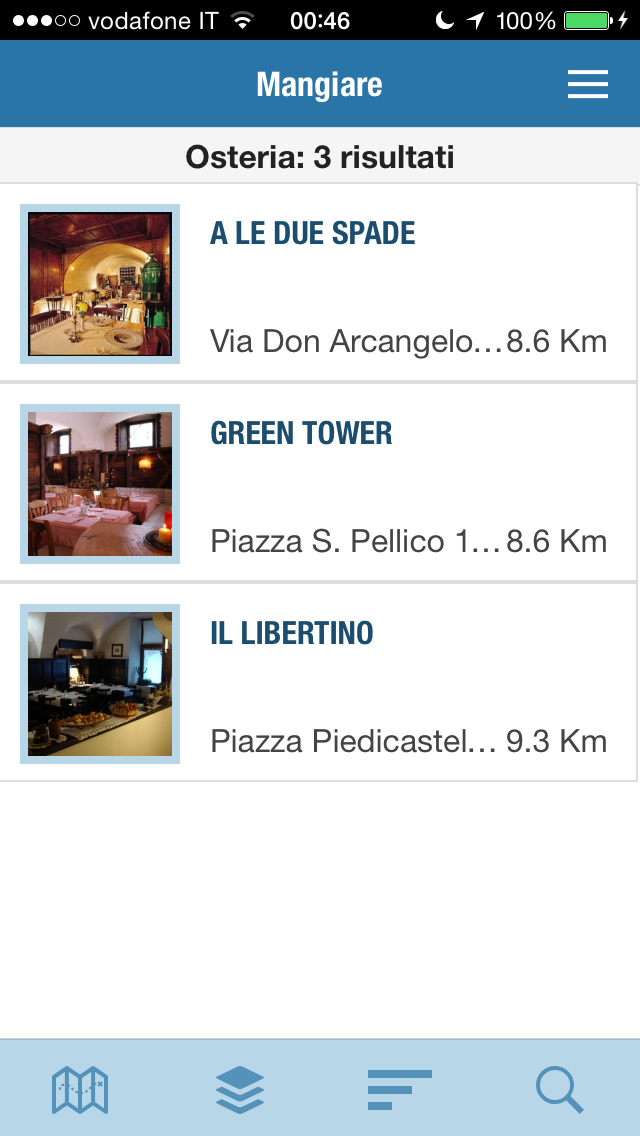 vodafone IT 00:46 100%
Mangiare
Osteria: 3 risultati
A LE DUE SPADE
Via Don Arcangelo... 8.6 Km
GREEN TOWER
Piazza S. Pellico 1... 8.6 Km
IL LIBERTINO
Piazza Piedicastel... 9.3 Km